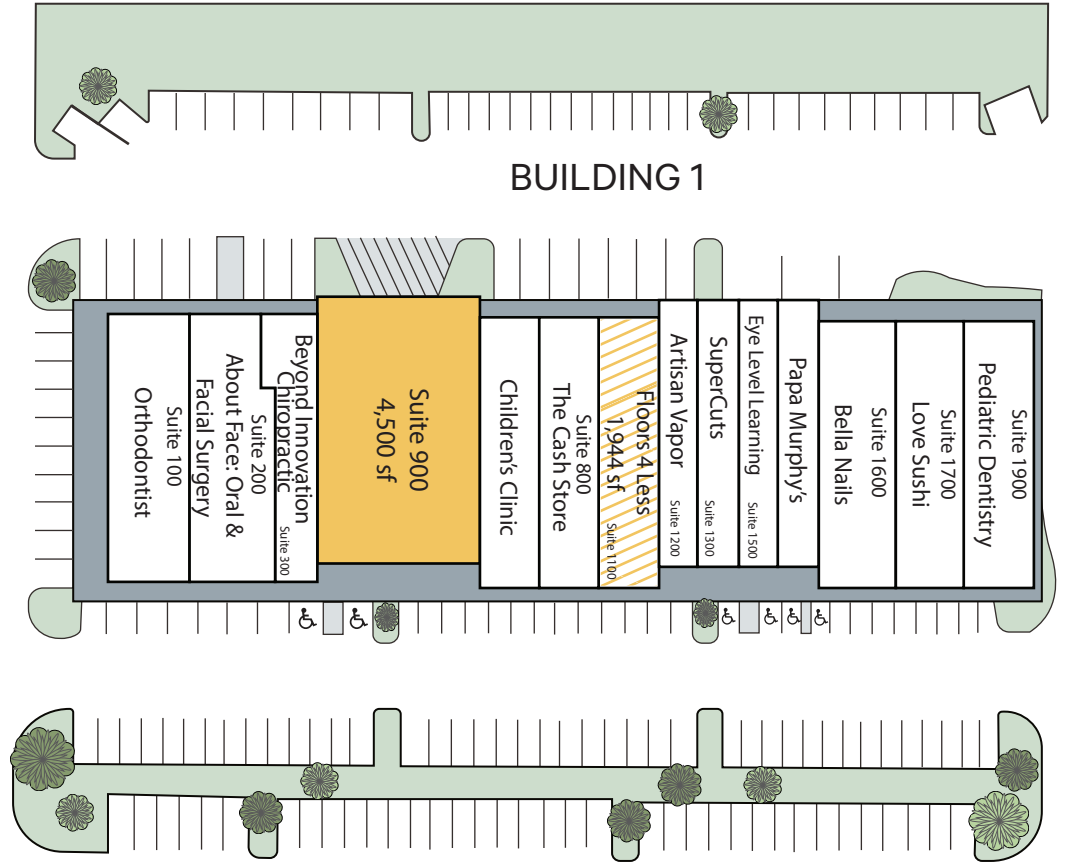 BUILDING 1
Suite 100
Orthodontist
Suite 200
About Face: Oral &
Facial Surgery
Beyond Innovation
Chiropractic
Suite 300
Suite 900
4,500 sf
Children's Clinic
Suite 800
The Cash Store
Floors 4 Less
1,944 sf
Suite 1100
Artisan Vapor
Suite 1200
SuperCuts
Suite 1300
Eye Level Learning
Suite 1500
Papa Murphy's
Suite 1600
Bella Nails
Suite 1700
Love Sushi
Suite 1900
Pediatric Dentistry